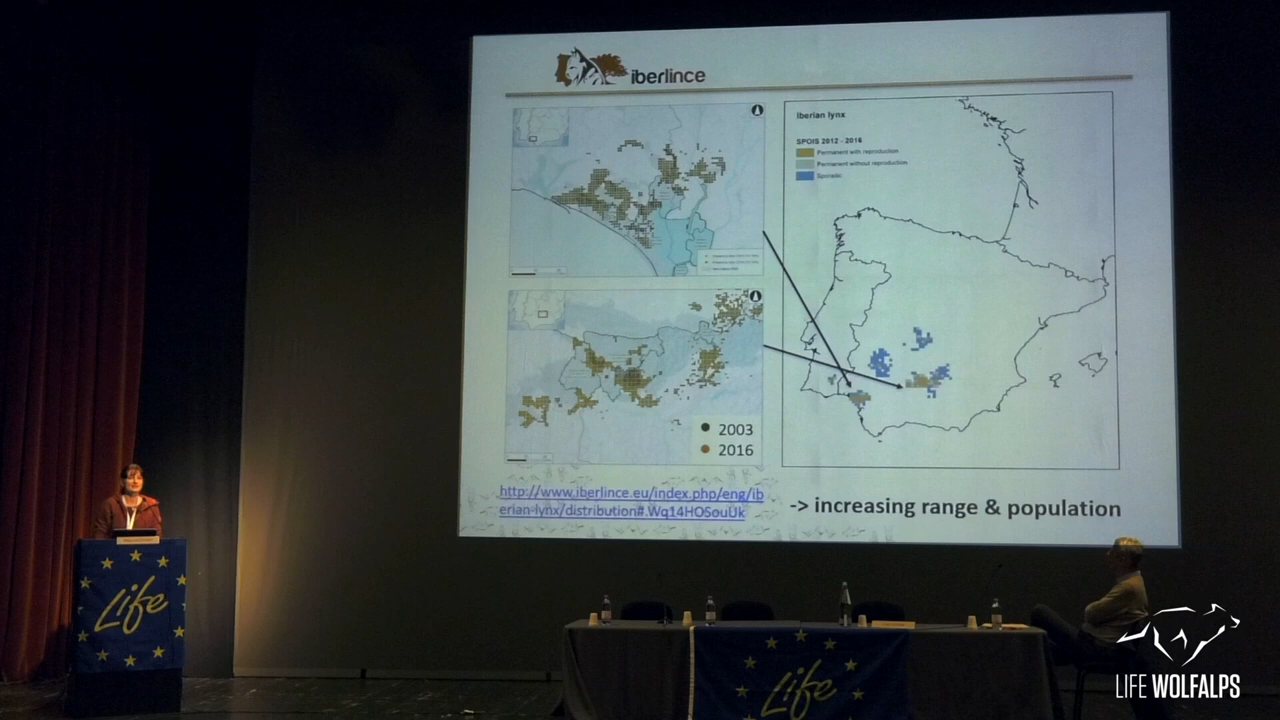 iberlince
Iberian lynx
SPOIS 2012 - 2016
Permanent with reproduction
Permanent without reproduction
Sporadic
2003
2016
http://www.iberlince.eu/index.php/eng/ib
erian-lynx/distribution#.Wq14HOSouUk
-> increasing range & population
Life
Life
LIFE WOLFALPS